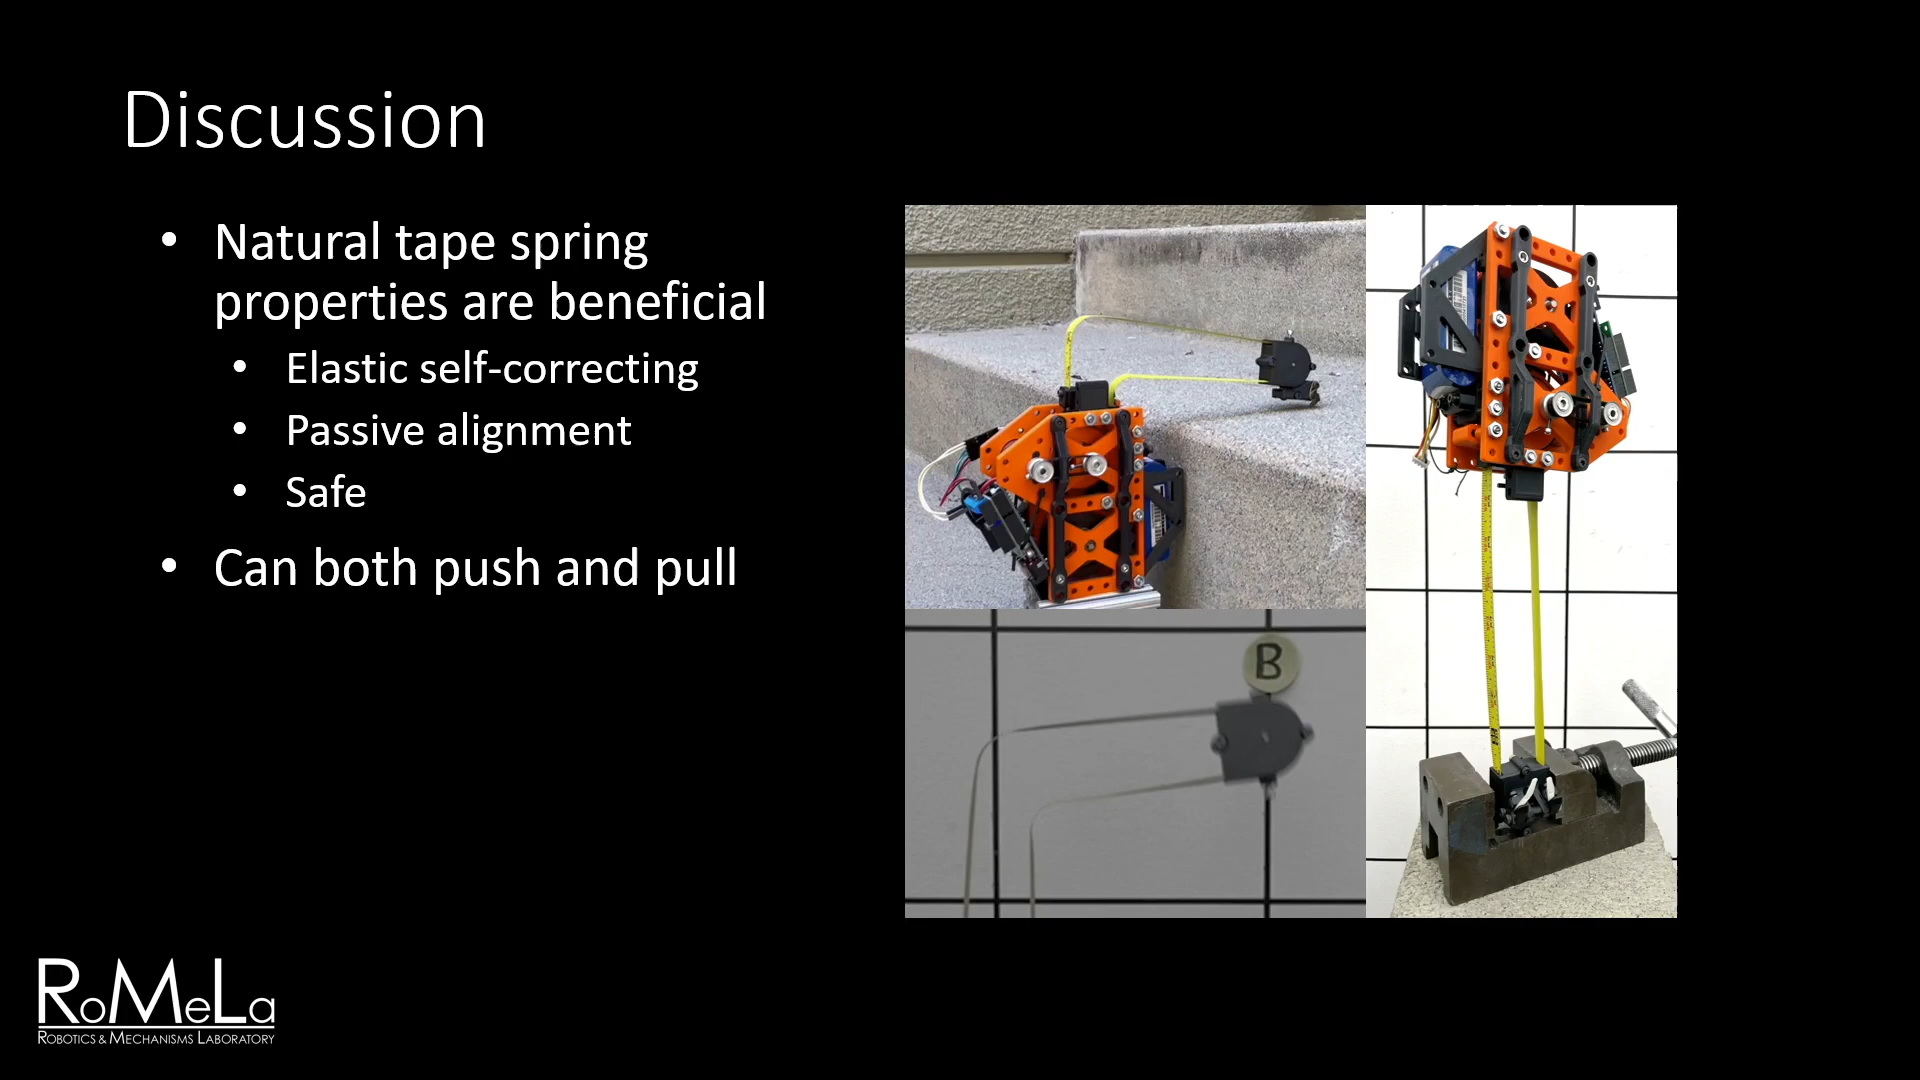 Discussion
• Natural tape spring
properties are beneficial
• Elastic self-correcting
• Passive alignment
• Safe
• Can both push and pull
B
RoMeLa
Robotics & Mechanisms Laboratory